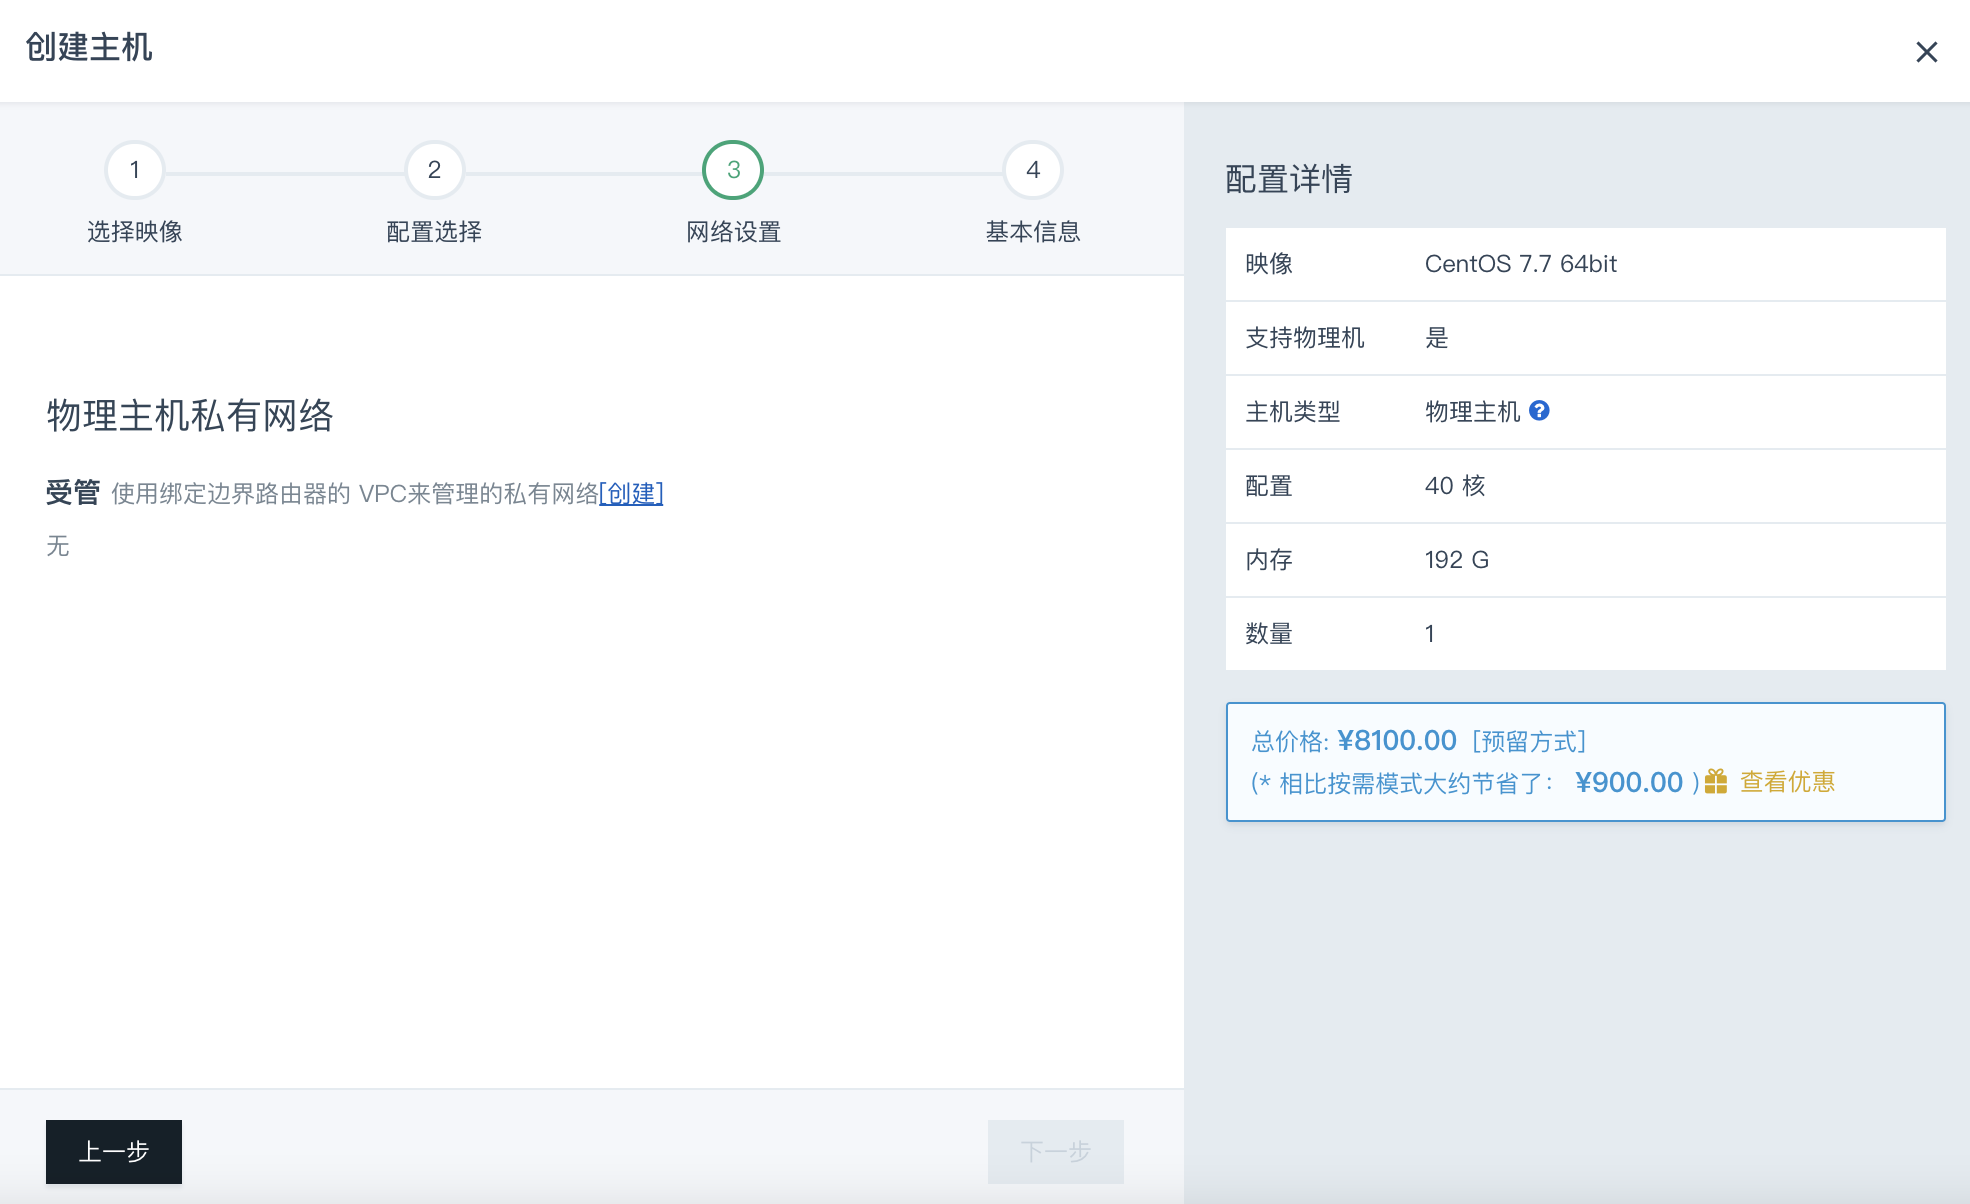 创建主机
1
2
3
4
选择映像
配置选择
网络设置
基本信息
物理主机私有网络
受管 使用绑定边界路由器的 VPC来管理的私有网络[创建]
无
上一步
下一步
配置详情
映像 CentOS 7.7 64bit
支持物理机 是
主机类型 物理主机 ?
配置 40 核
内存 192 G
数量 1
总价格: ¥8100.00 [预留方式]
(* 相比按需模式大约节省了： ¥900.00 ) 查看优惠